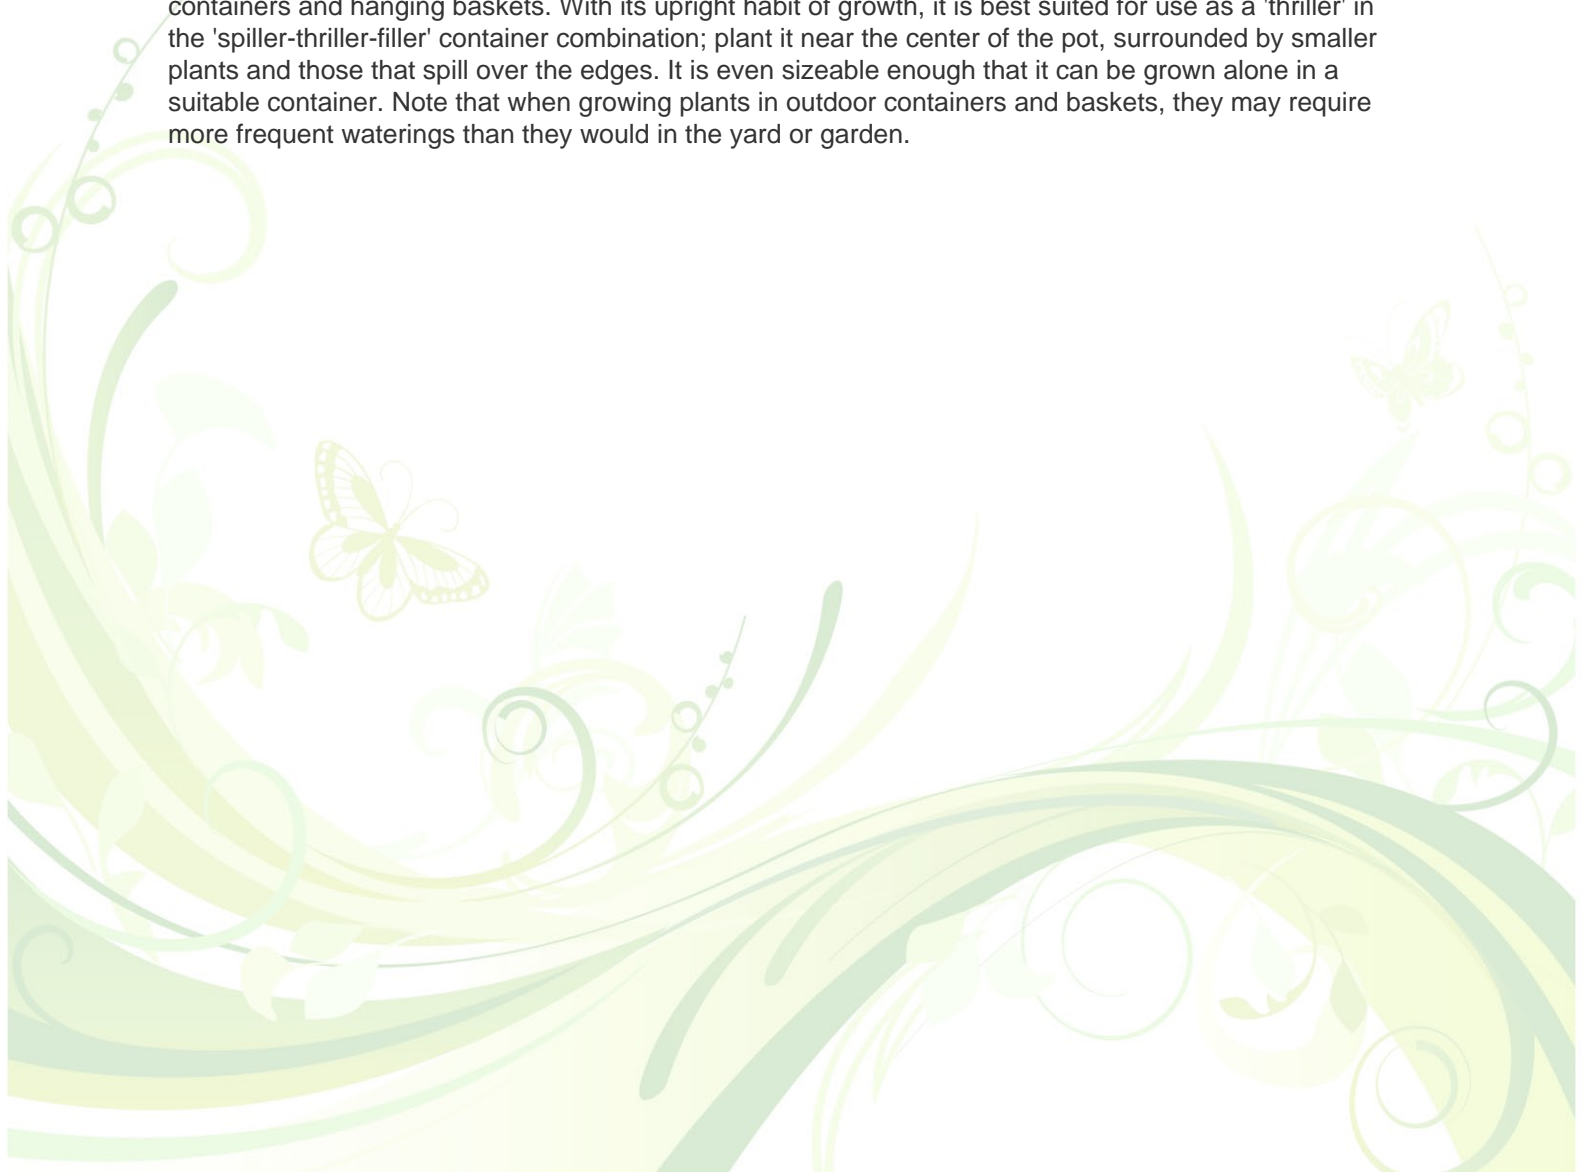 containers and hanging baskets. With its upright habit of growth, it is best suited for use as a 'thriller' in
the 'spiller-thriller-filler' container combination; plant it near the center of the pot, surrounded by smaller
plants and those that spill over the edges. It is even sizeable enough that it can be grown alone in a
suitable container. Note that when growing plants in outdoor containers and baskets, they may require
more frequent waterings than they would in the yard or garden.